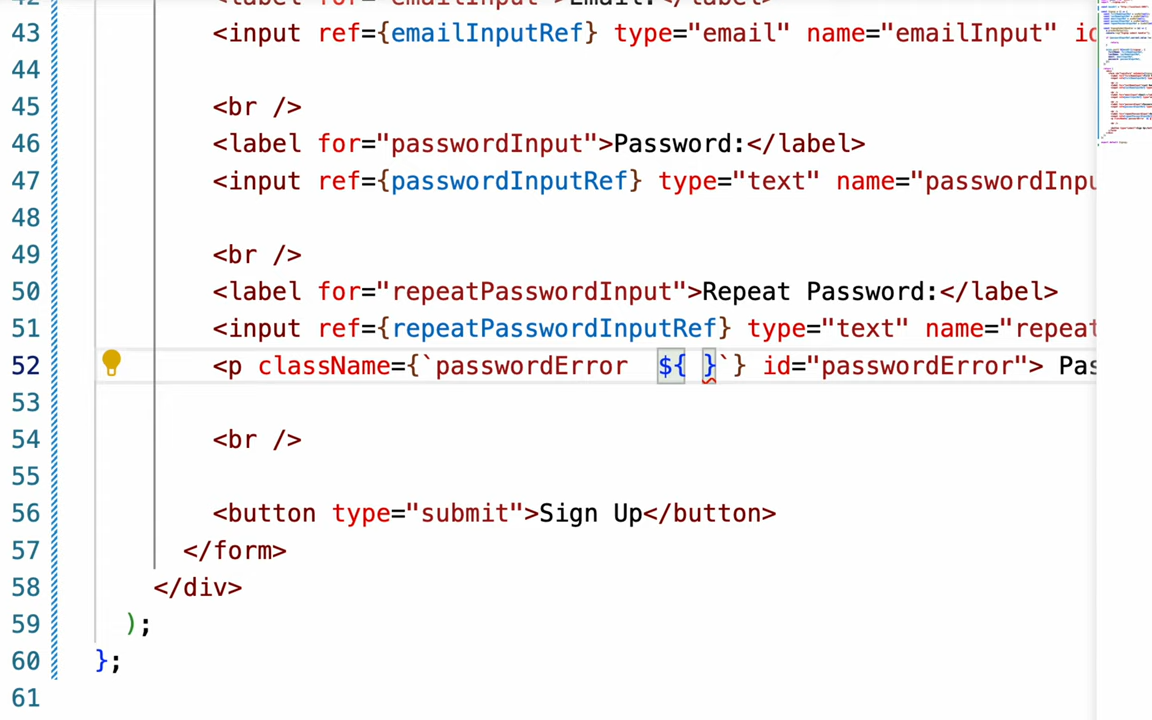 43 <input ref={emailInputRef} type="email" name="emailInput"
44
45 <br />
46 <label for="passwordInput">Password:</label>
47 <input ref={passwordInputRef} type="text" name="passwordInpu
48
49 <br />
50 <label for="repeatPasswordInput">Repeat Password:</label>
51 <input ref={repeatPasswordInputRef} type="text" name="repeat
52 <p className={`passwordError  ${ }`} id="passwordError"> Pas
53
54 <br />
55
56 <button type="submit">Sign Up</button>
57 </form>
58 </div>
59 );
60 };
61